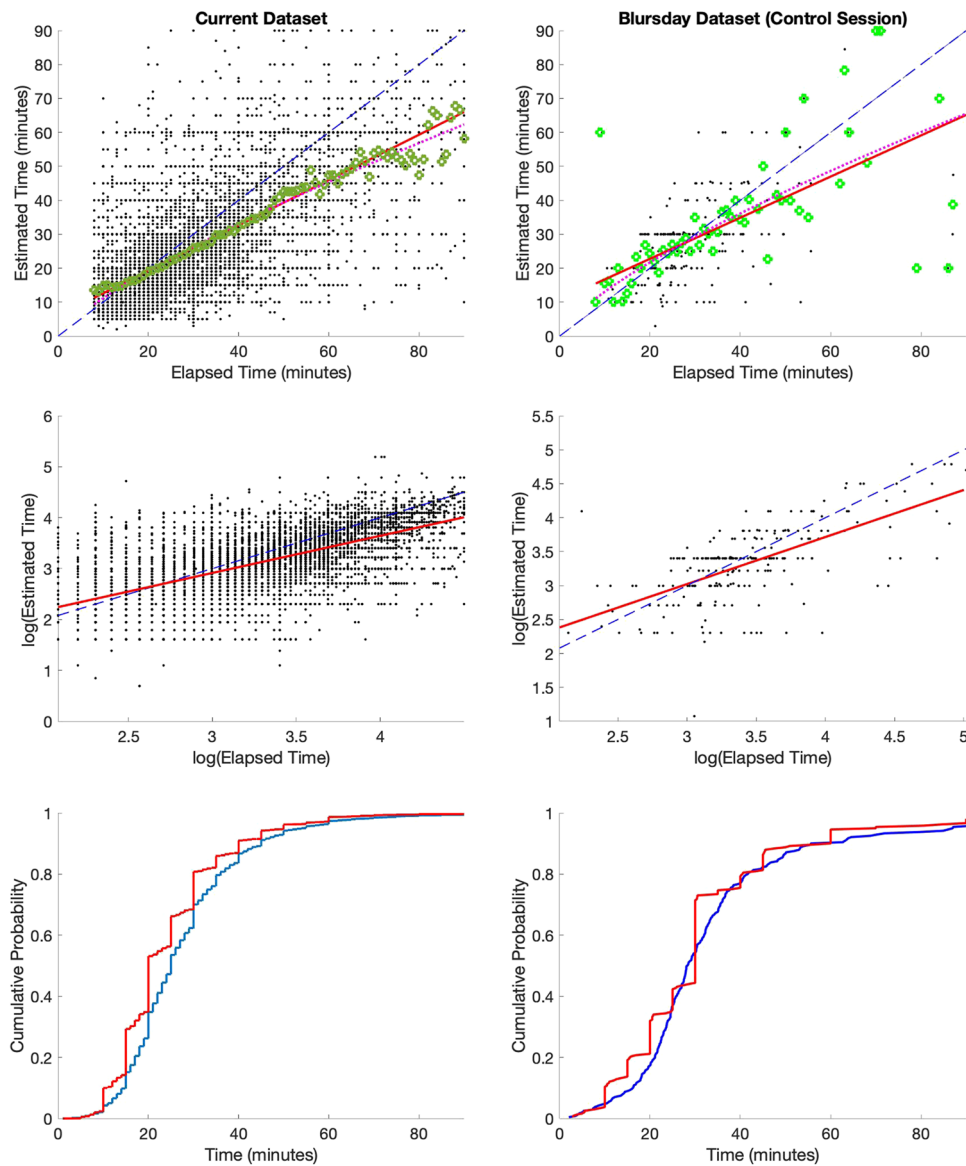 Current Dataset
90
80
70
60
50
40
30
20
10
0
Estimated Time (minutes)
0 20 40 60 80
Elapsed Time (minutes)
Blursday Dataset (Control Session)
90
80
70
60
50
40
30
20
10
0
Estimated Time (minutes)
0 20 40 60 80
Elapsed Time (minutes)
6
5
4
3
2
1
0
log(Estimated Time)
2.5 3 3.5 4
log(Elapsed Time)
5.5
5
4.5
4
3.5
3
2.5
2
1.5
1
log(Estimated Time)
2.5 3 3.5 4 4.5 5
log(Elapsed Time)
1
0.8
0.6
0.4
0.2
0
Cumulative Probability
0 20 40 60 80
Time (minutes)
1
0.8
0.6
0.4
0.2
0
Cumulative Probability
0 20 40 60 80
Time (minutes)